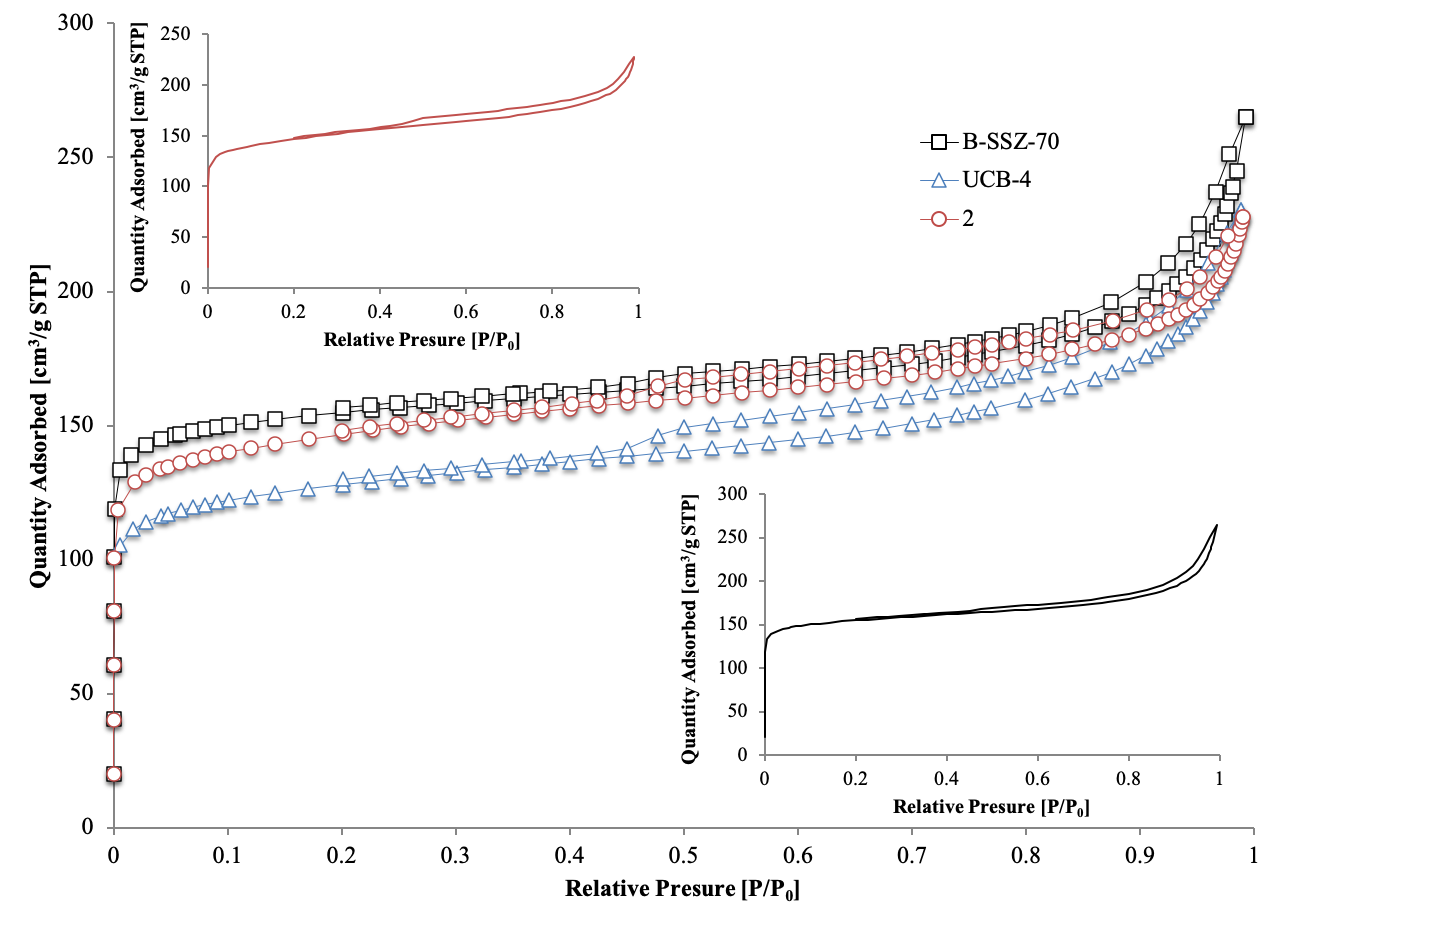 300
250
200
150
100
50
0
Quantity Adsorbed [cm³/g STP]
0 0.1 0.2 0.3 0.4 0.5 0.6 0.7 0.8 0.9 1
Relative Presure [P/P₀]
250
200
150
100
50
0
Quantity Adsorbed [cm³/g STP]
0 0.2 0.4 0.6 0.8 1
Relative Presure [P/P₀]
B-SSZ-70
UCB-4
2
300
250
200
150
100
50
0
Quantity Adsorbed [cm³/g STP]
0 0.2 0.4 0.6 0.8 1
Relative Presure [P/P₀]